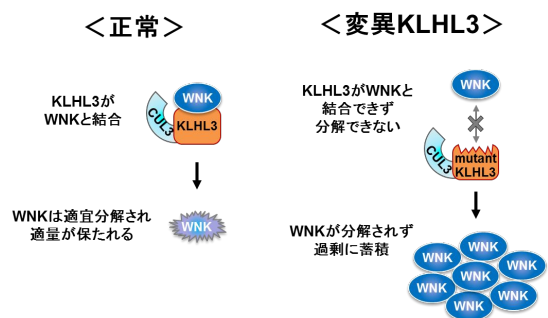 ＜正常＞
KLHL3が
WNKと結合
WNK
CUL3
KLHL3
WNKは適宜分解され
適量が保たれる
WNK
＜変異KLHL3＞
KLHL3がWNKと
結合できず
分解できない
WNK
CUL3
mutant
KLHL3
WNKが分解されず
過剰に蓄積
WNK
WNK
WNK
WNK
WNK
WNK
WNK